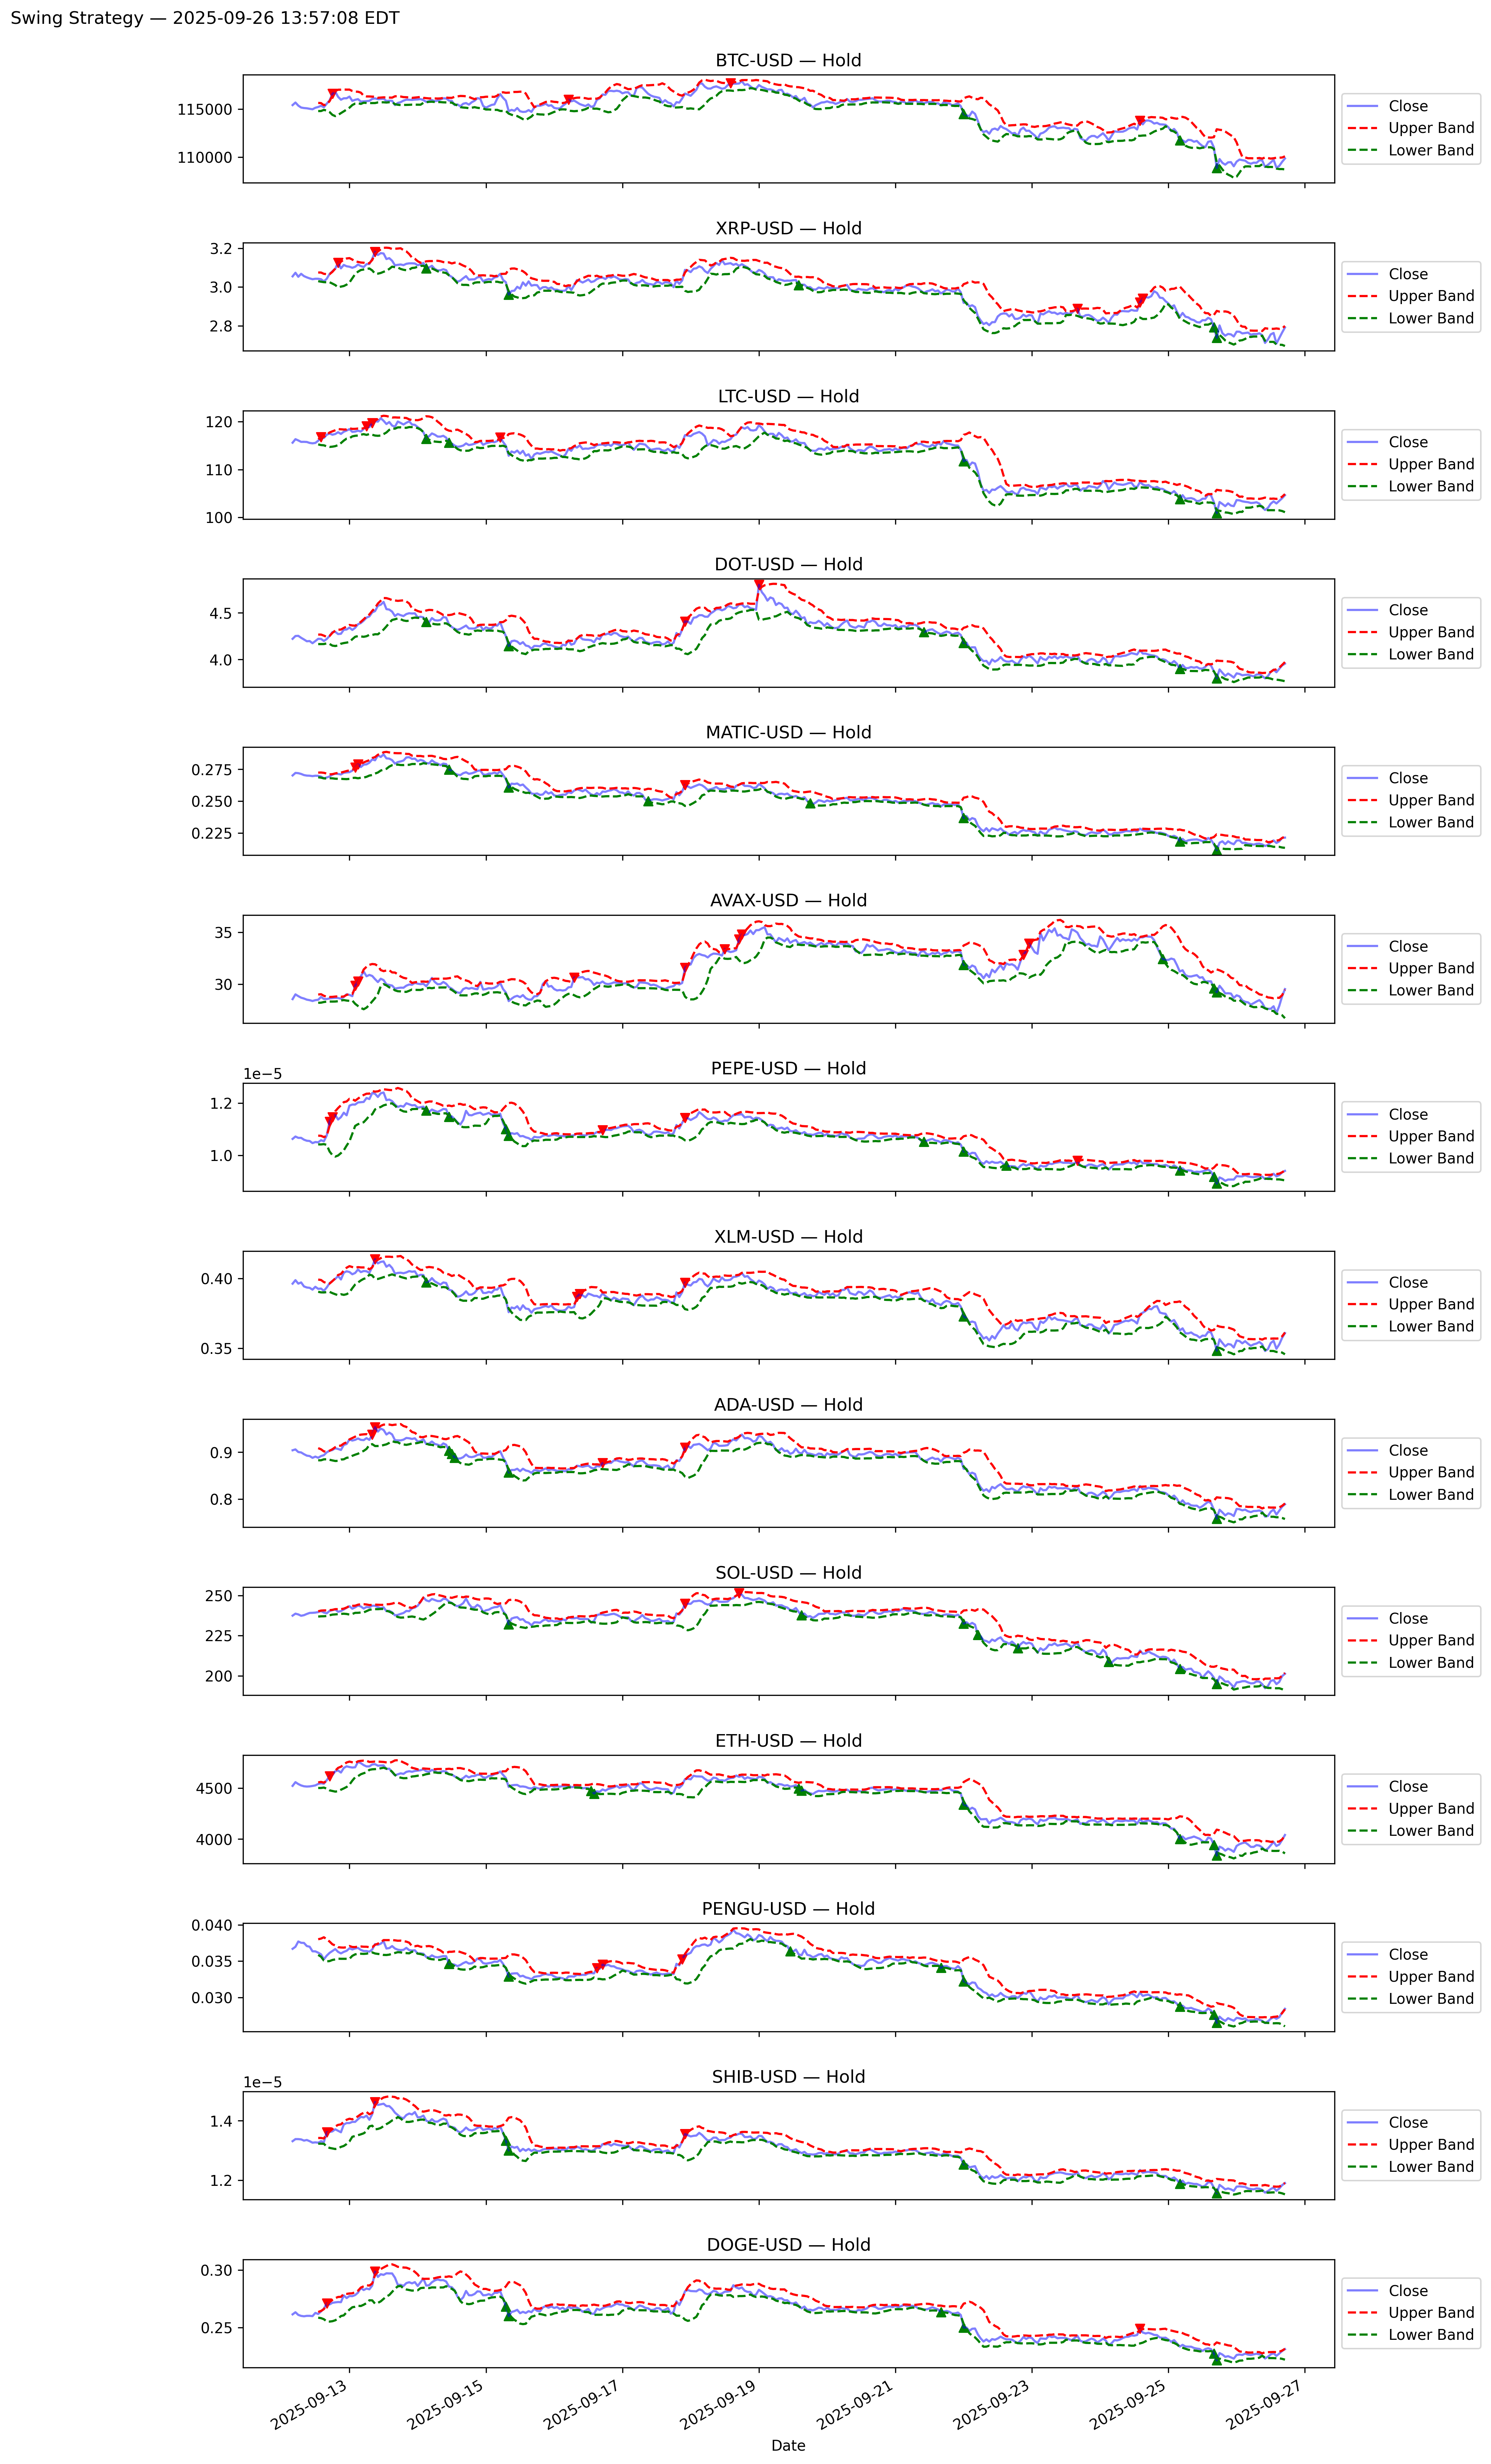 Swing Strategy — 2025-09-26 13:57:08 EDT
BTC-USD — Hold
115000
110000
Close
Upper Band
Lower Band
XRP-USD — Hold
3.2
3.0
2.8
Close
Upper Band
Lower Band
LTC-USD — Hold
120
110
100
Close
Upper Band
Lower Band
DOT-USD — Hold
4.5
4.0
Close
Upper Band
Lower Band
MATIC-USD — Hold
0.275
0.250
0.225
Close
Upper Band
Lower Band
AVAX-USD — Hold
35
30
Close
Upper Band
Lower Band
PEPE-USD — Hold
1e−5
1.2
1.0
Close
Upper Band
Lower Band
XLM-USD — Hold
0.40
0.35
Close
Upper Band
Lower Band
ADA-USD — Hold
0.9
0.8
Close
Upper Band
Lower Band
SOL-USD — Hold
250
225
200
Close
Upper Band
Lower Band
ETH-USD — Hold
4500
4000
Close
Upper Band
Lower Band
PENGU-USD — Hold
0.040
0.035
0.030
Close
Upper Band
Lower Band
SHIB-USD — Hold
1e−5
1.4
1.2
Close
Upper Band
Lower Band
DOGE-USD — Hold
0.30
0.25
Close
Upper Band
Lower Band
2025-09-13
2025-09-15
2025-09-17
2025-09-19
2025-09-21
2025-09-23
2025-09-25
2025-09-27
Date